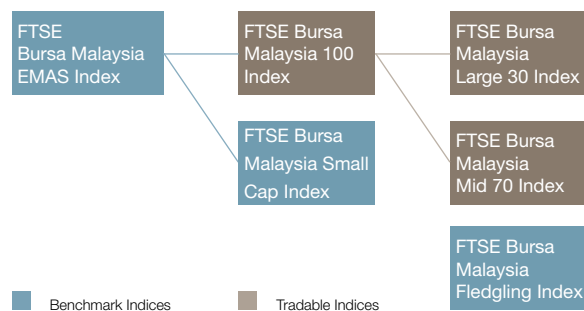 FTSE
Bursa Malaysia
EMAS Index
FTSE Bursa
Malaysia 100
Index
FTSE Bursa
Malaysia
Large 30 Index
FTSE Bursa
Malaysia Small
Cap Index
FTSE Bursa
Malaysia
Mid 70 Index
FTSE Bursa
Malaysia
Fledgling Index
Benchmark Indices
Tradable Indices